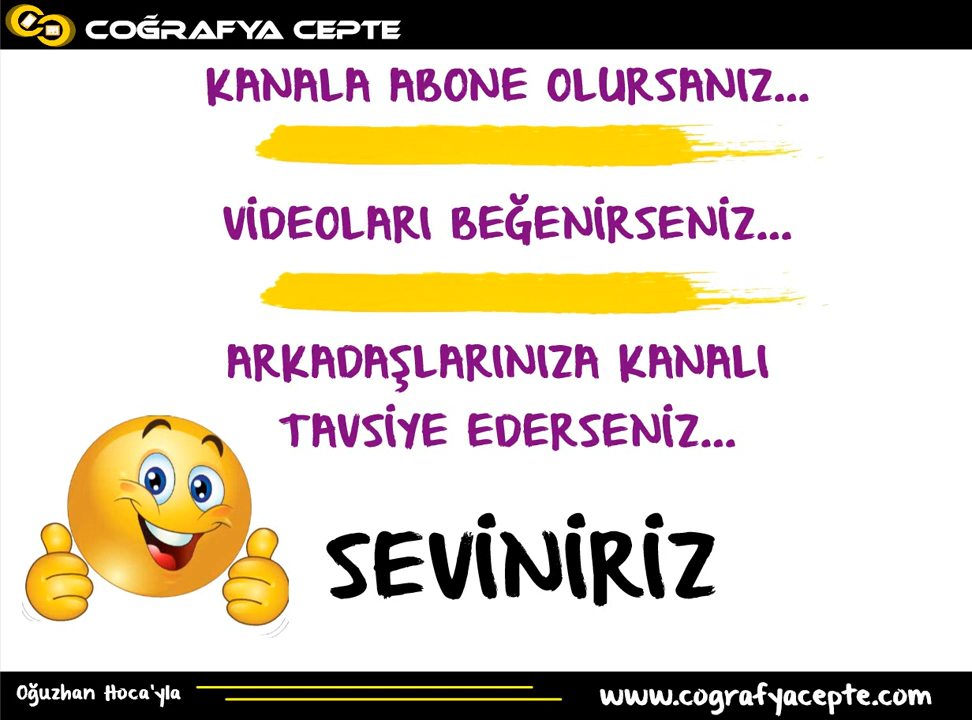 COĞRAFYA CEPTE
KANALA ABONE OLURSANIZ...
VİDEOLARI BEĞENİRSENİZ...
ARKADAŞLARINIZA KANALI
TAVSİYE EDERSENİZ...
SEVİNİRİZ
Oğuzhan Hoca'yla
www.cografyacepte.com